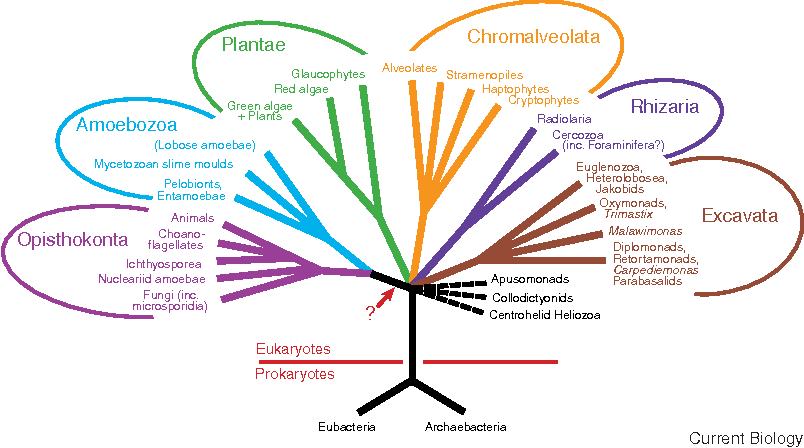 Plantae
Glaucophytes
Red algae
Green algae
+ Plants
Chromalveolata
Alveolates
Stramenopiles
Haptophytes
Cryptophytes
Amoebozoa
(Lobose amoebae)
Mycetozoan slime moulds
Pelobionts,
Entamoebae
Rhizaria
Radiolaria
Cercozoa
(inc. Foraminifera?)
Opisthokonta
Animals
Choano-
flagellates
Ichthyosporea
Nucleariid amoebae
Fungi (inc.
microsporidia)
Excavata
Euglenozoa,
Heterolobosea,
Jakobids
Oxymonads,
Trimastix
Malawimonas
Diplomonads,
Retortamonads,
Carpediemonas
Parabasalids
Apusomonads
Collodictyonids
Centrohelid Heliozoa
?
Eukaryotes
Prokaryotes
Eubacteria
Archaebacteria
Current Biology